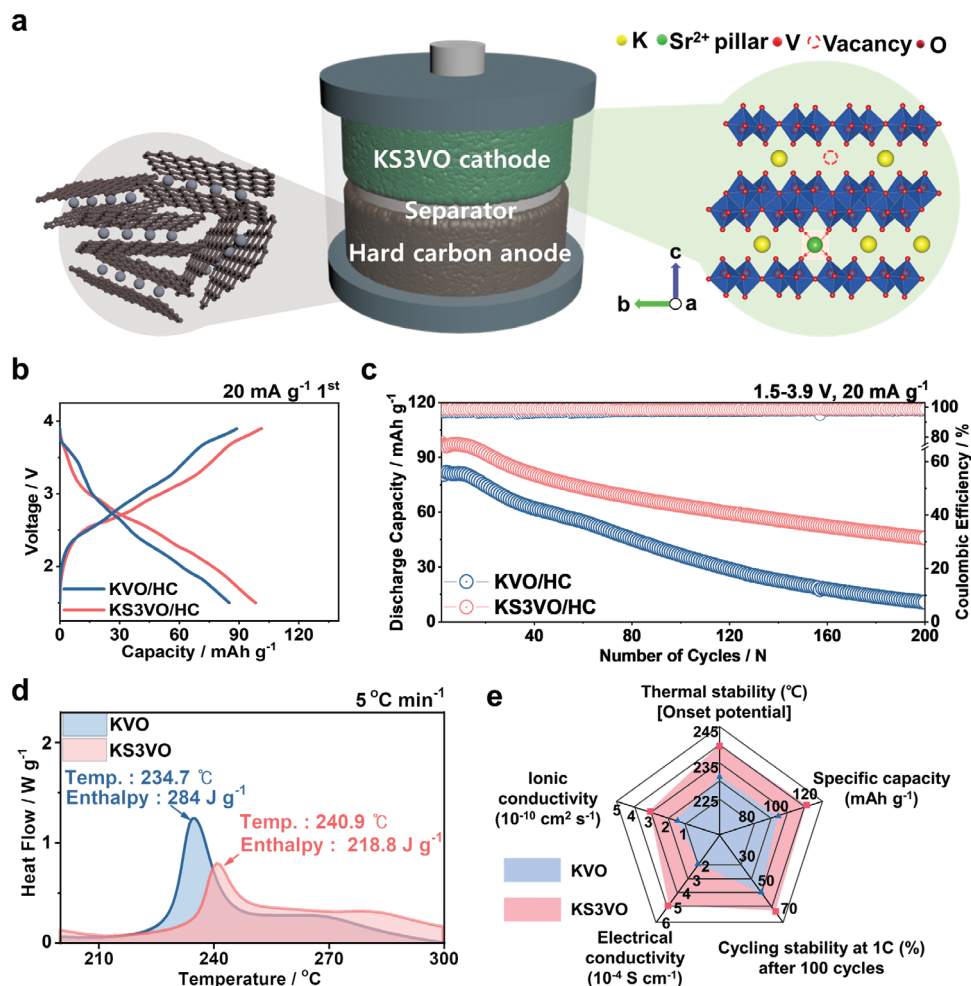 a
K Sr²⁺ pillar V Vacancy O
KS3VO cathode
Separator
Hard carbon anode
c
b a
b
20 mA g⁻¹ 1ˢᵗ
4
3
2
Voltage / V
KVO/HC
KS3VO/HC
0 30 60 90 120
Capacity / mAh g⁻¹
c
1.5-3.9 V, 20 mA g⁻¹
120
90
60
30
0
Discharge Capacity / mAh g⁻¹
100
80
60
40
20
0
Coulombic Efficiency / %
KVO/HC
KS3VO/HC
40 80 120 160 200
Number of Cycles / N
d
5 ᵒC min⁻¹
KVO
KS3VO
Temp. : 234.7 ℃
Enthalpy : 284 J g⁻¹
Temp. : 240.9 ℃
Enthalpy : 218.8 J g⁻¹
2
1
0
Heat Flow / W g⁻¹
210 240 270 300
Temperature / ᵒC
e
Thermal stability (℃)
[Onset potential]
245
235
225
Specific capacity
(mAh g⁻¹)
120
100
80
Ionic
conductivity
(10⁻¹⁰ cm² s⁻¹)
5 4 3 2 1
30
50
70
2
3
4
5
6
KVO
KS3VO
Electrical
conductivity
(10⁻⁴ S cm⁻¹)
Cycling stability at 1C (%)
after 100 cycles